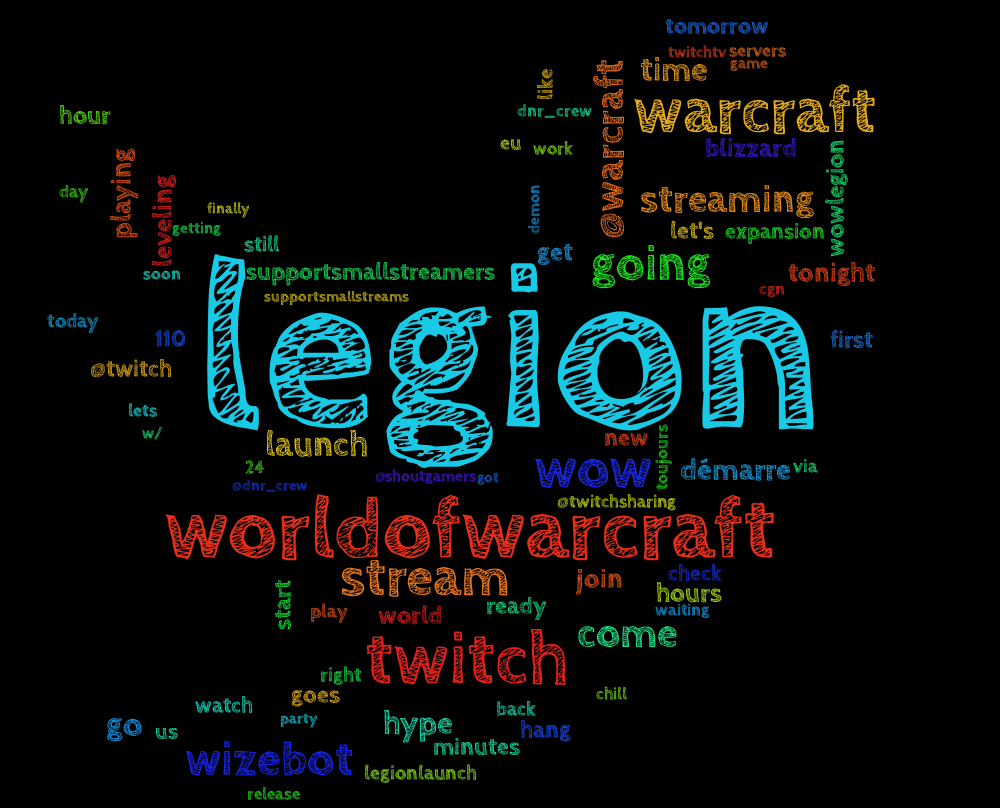 tomorrow
twitchtv servers
time game
like
@warcraft
warcraft
hour
dnr_crew
eu work
blizzard
wowlegion
playing
leveling
day
finally
demon
streaming
getting
let's expansion
still
get
going
soon
supportsmallstreamers
tonight
supportsmallstreams
cgn
legion
today
110
first
@twitch
lets
w/
launch
new
toujours
24
@dnr_crew
@shoutgamers
got
wow
démarre
via
@twitchsharing
worldofwarcraft
stream
join
check
start
hours
play
world
ready
waiting
come
twitch
right
goes
chill
watch
back
go
us
party
hype
hang
minutes
wizebot
legionlaunch
release